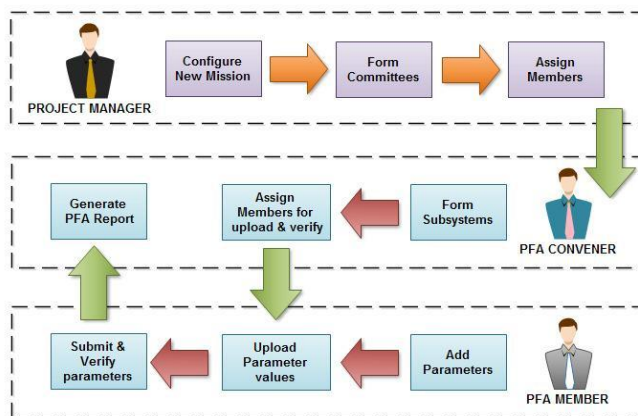 Configure
New Mission
Form
Committees
Assign
Members
PROJECT MANAGER
Generate
PFA Report
Assign
Members for
upload & verify
Form
Subsystems
PFA CONVENER
Submit &
Verify
parameters
Upload
Parameter
values
Add
Parameters
PFA MEMBER